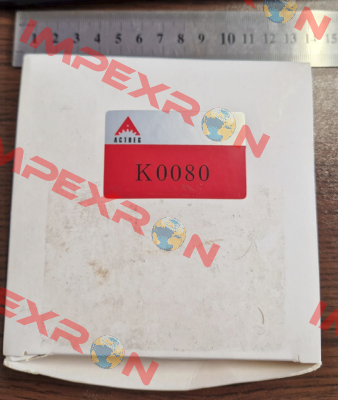 1 2 3 4 5 6 7 8 9 10 11 12 13 14 15
IMPEXRON
ACTREG
K0080
IMPEXRON
IMPEXRON
IMPEXRON